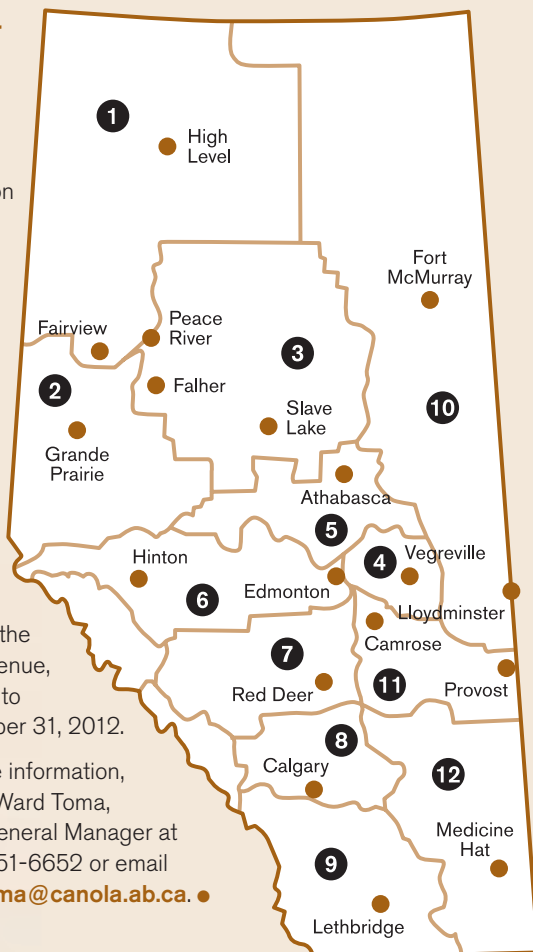 1
High
Level
on
Fort
McMurray
Fairview
Peace
River
3
2
Falher
10
Slave
Lake
Grande
Prairie
Athabasca
5
Hinton
4
Vegreville
Edmonton
6
Lloydminster
Camrose
7
Red Deer
11
Provost
8
Calgary
12
Medicine
Hat
9
Lethbridge
the
enue,
to
er 31, 2012.
e information,
Ward Toma,
eneral Manager at
51-6652 or email
ma@canola.ab.ca.